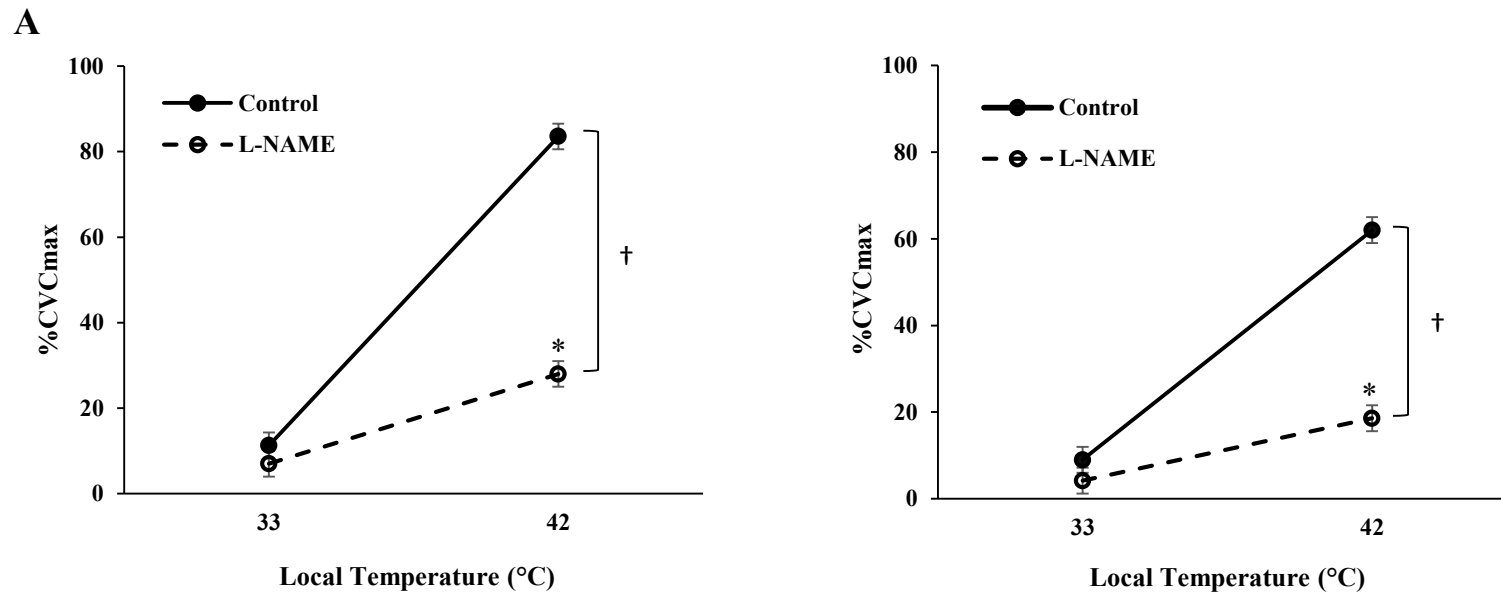 A
100
80
60
40
20
0
%CVCmax
Control
L-NAME
*
†
33
42
Local Temperature (°C)
100
80
60
40
20
0
%CVCmax
Control
L-NAME
*
†
33
42
Local Temperature (°C)